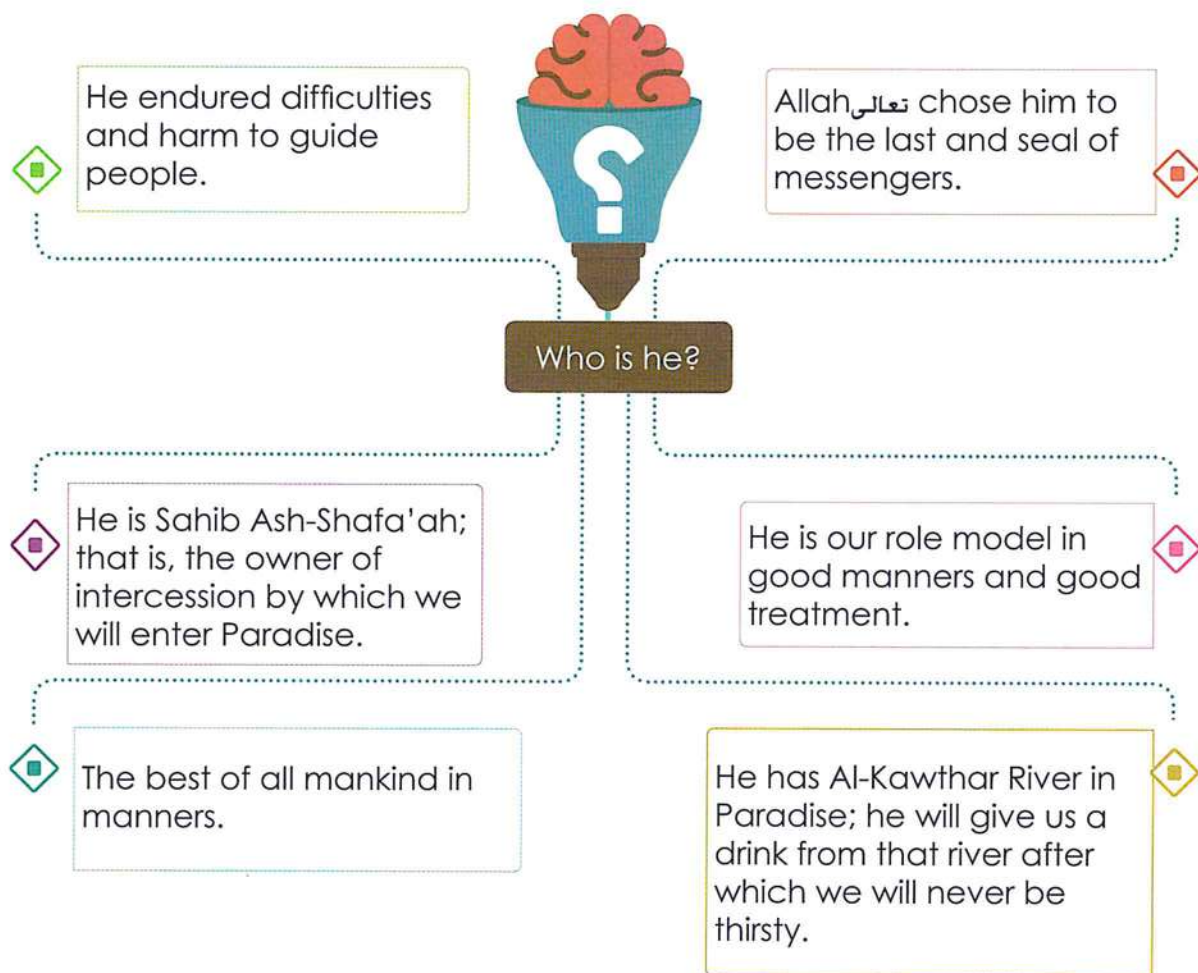 He endured difficulties
and harm to guide
people.
Allah تعالى chose him to
be the last and seal of
messengers.
؟
Who is he?
He is Sahib Ash-Shafa'ah;
that is, the owner of
intercession by which we
will enter Paradise.
He is our role model in
good manners and good
treatment.
The best of all mankind in
manners.
He has Al-Kawthar River in
Paradise; he will give us a
drink from that river after
which we will never be
thirsty.